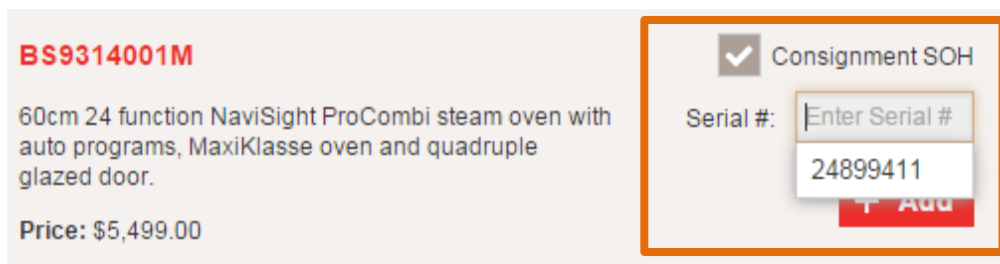 BS9314001M
60cm 24 function NaviSight ProCombi steam oven with
auto programs, MaxiKlasse oven and quadruple
glazed door.
Price: $5,499.00
Consignment SOH
Serial #: Enter Serial #
24899411
+ Add